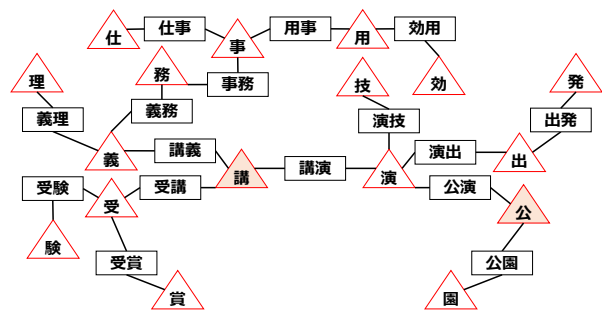 仕 仕事 事 用事 用 効用
理 務 事務 技 効 発
義理 義務 演技 出発
義 講義 講 講演 演 演出 出
受験 受 受講 公演 公
験 受賞 公園
賞 園